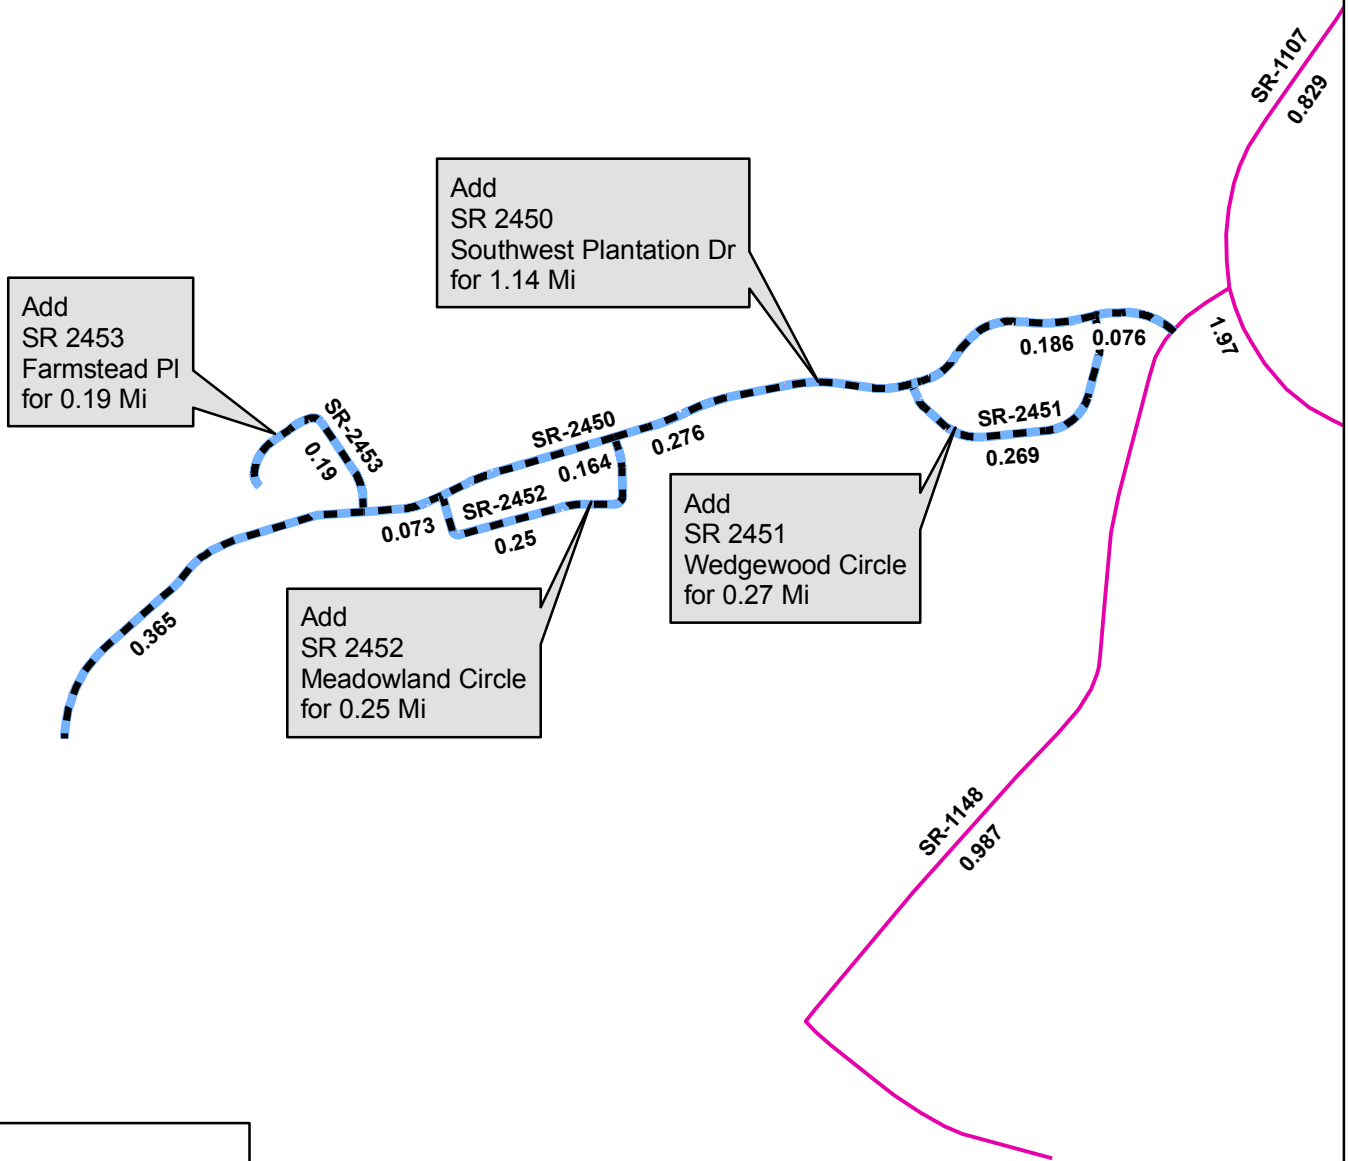 SR-1107
0.829
Add
SR 2450
Southwest Plantation Dr
for 1.14 Mi
Add
SR 2453
Farmstead Pl
for 0.19 Mi
1.97
0.186
0.076
SR-2453
0.19
SR-2450
0.276
0.164
SR-2451
0.269
SR-2452
0.25
0.073
Add
SR 2451
Wedgewood Circle
for 0.27 Mi
Add
SR 2452
Meadowland Circle
for 0.25 Mi
0.365
SR-1148
0.987